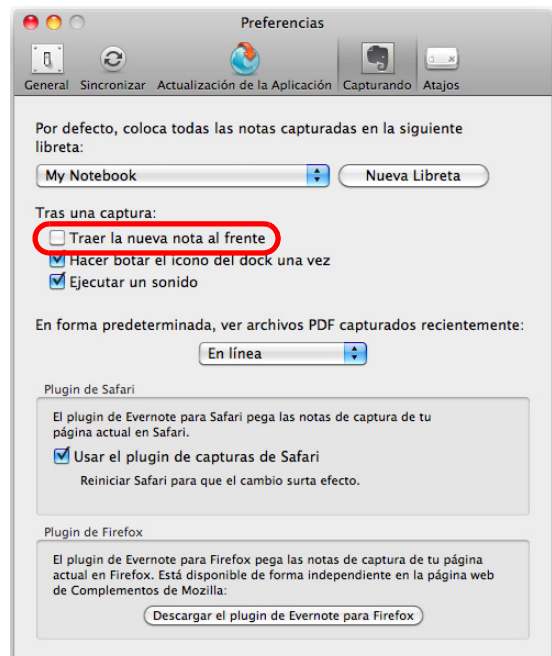 Preferencias
General Sincronizar Actualización de la Aplicación Capturando Atajos
Por defecto, coloca todas las notas capturadas en la siguiente
libreta:
My Notebook Nueva Libreta
Tras una captura:
Traer la nueva nota al frente
Hacer botar el icono del dock una vez
Ejecutar un sonido
En forma predeterminada, ver archivos PDF capturados recientemente:
En línea
Plugin de Safari
El plugin de Evernote para Safari pega las notas de captura de tu
página actual en Safari.
Usar el plugin de capturas de Safari
Reiniciar Safari para que el cambio surta efecto.
Plugin de Firefox
El plugin de Evernote para Firefox pega las notas de captura de tu página
actual en Firefox. Está disponible de forma independiente en la página web
de Complementos de Mozilla:
Descargar el plugin de Evernote para Firefox